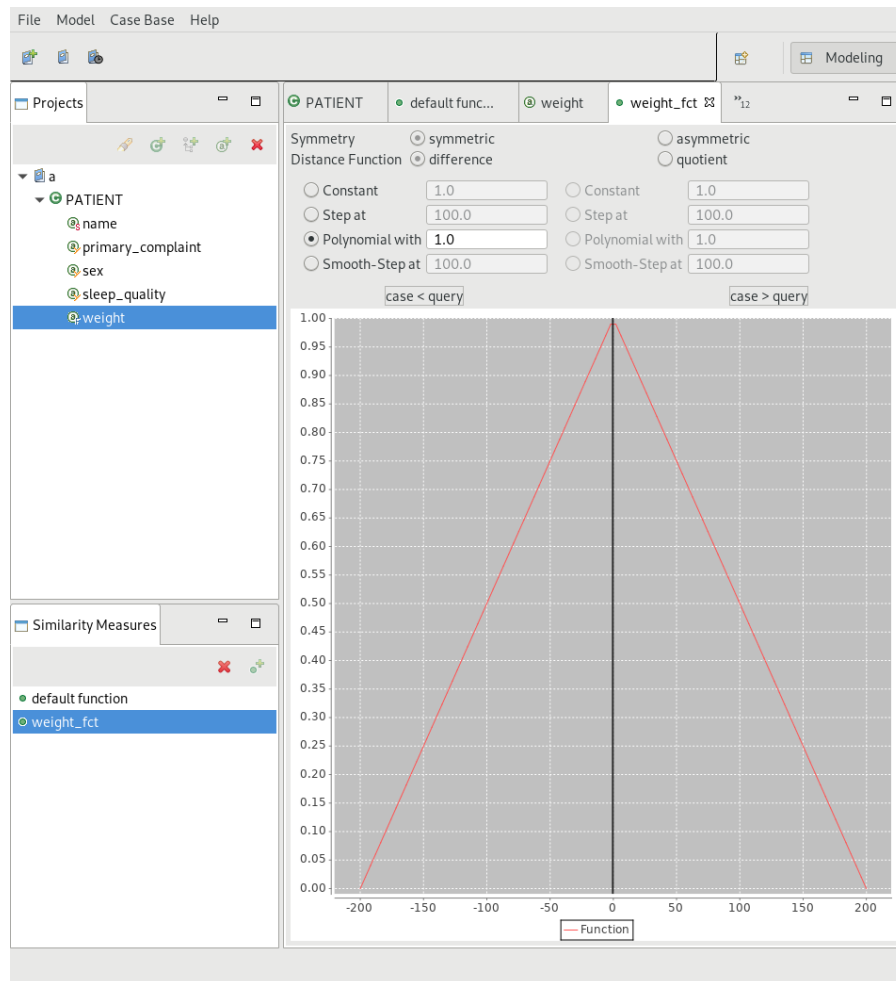 File Model Case Base Help
Modeling
Projects
a
PATIENT
name
primary_complaint
sex
sleep_quality
weight
Similarity Measures
default function
weight_fct
PATIENT default func... weight weight_fct »12
Symmetry symmetric asymmetric
Distance Function difference quotient
Constant 1.0 Constant 1.0
Step at 100.0 Step at 100.0
Polynomial with 1.0 Polynomial with 1.0
Smooth-Step at 100.0 Smooth-Step at 100.0
case < query case > query
1.00
0.95
0.90
0.85
0.80
0.75
0.70
0.65
0.60
0.55
0.50
0.45
0.40
0.35
0.30
0.25
0.20
0.15
0.10
0.05
0.00
-200 -150 -100 -50 0 50 100 150 200
Function